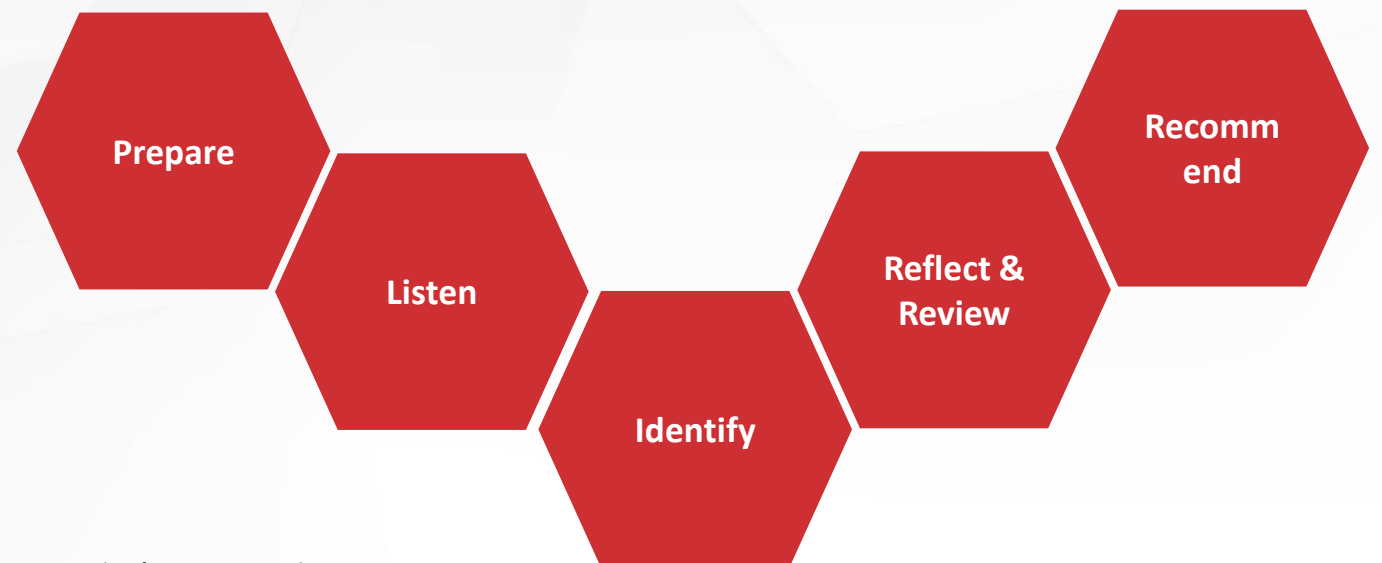 Prepare
Listen
Identify
Reflect &
Review
Recomm
end